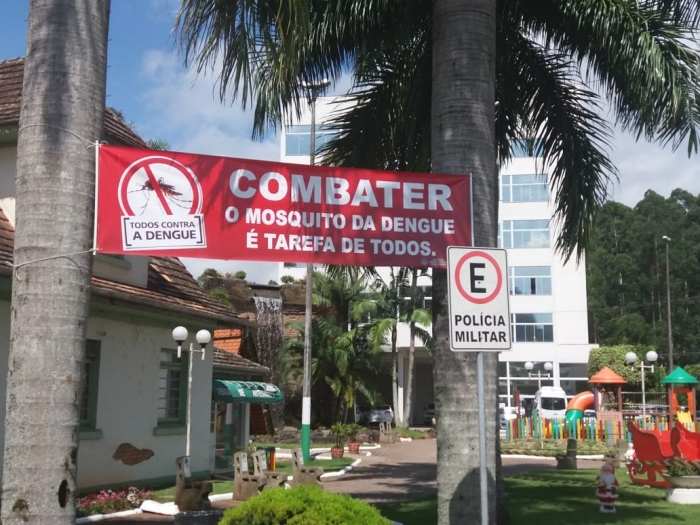 COMBATER
O MOSQUITO DA DENGUE
É TAREFA DE TODOS.
TODOS CONTRA
A DENGUE
E
POLÍCIA
MILITAR